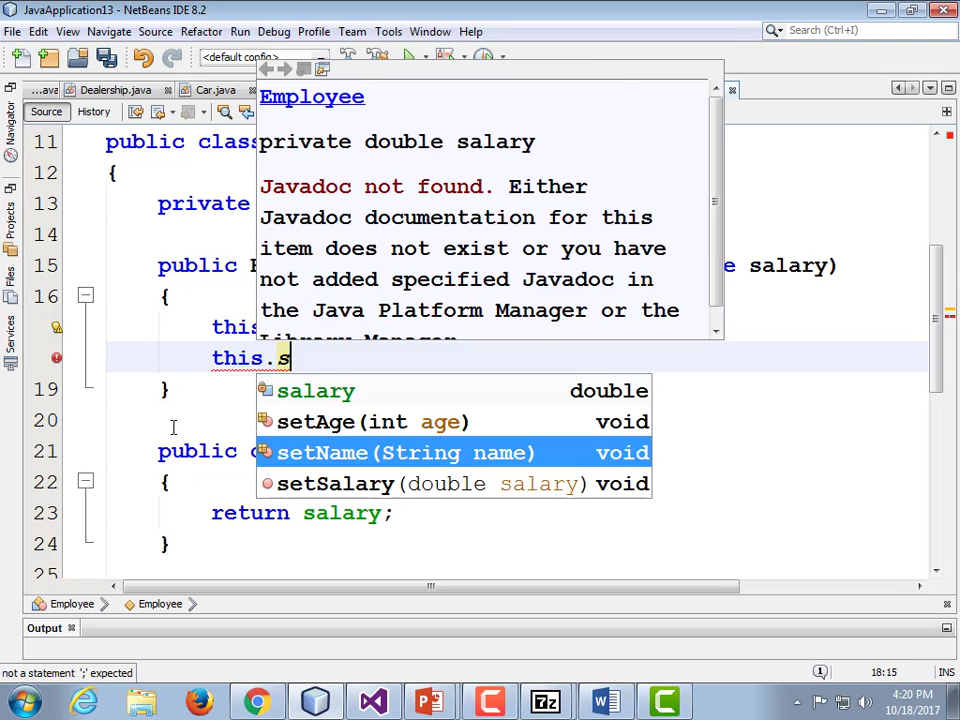 JavaApplication13 - NetBeans IDE 8.2
File Edit View Navigate Source Refactor Run Debug Profile Team Tools Window Help
<default config>
Search (Ctrl+I)
...ava Dealership.java Car.java
Source History
Employee
private double salary
Javadoc not found. Either
Javadoc documentation for this
item does not exist or you have
not added specified Javadoc in
the Java Platform Manager or the
Library Manager.
Navigator
Projects
Files
Services
11 public class
12 {
13 private
14
15 public e salary)
16 {
this
this.s
19 }
salary double
setAge(int age) void
setName(String name) void
setSalary(double salary) void
20
21 public
22 {
23 return salary;
24 }
25
Employee Employee
Output
not a statement ';' expected
1
18:15 INS
4:20 PM
10/18/2017